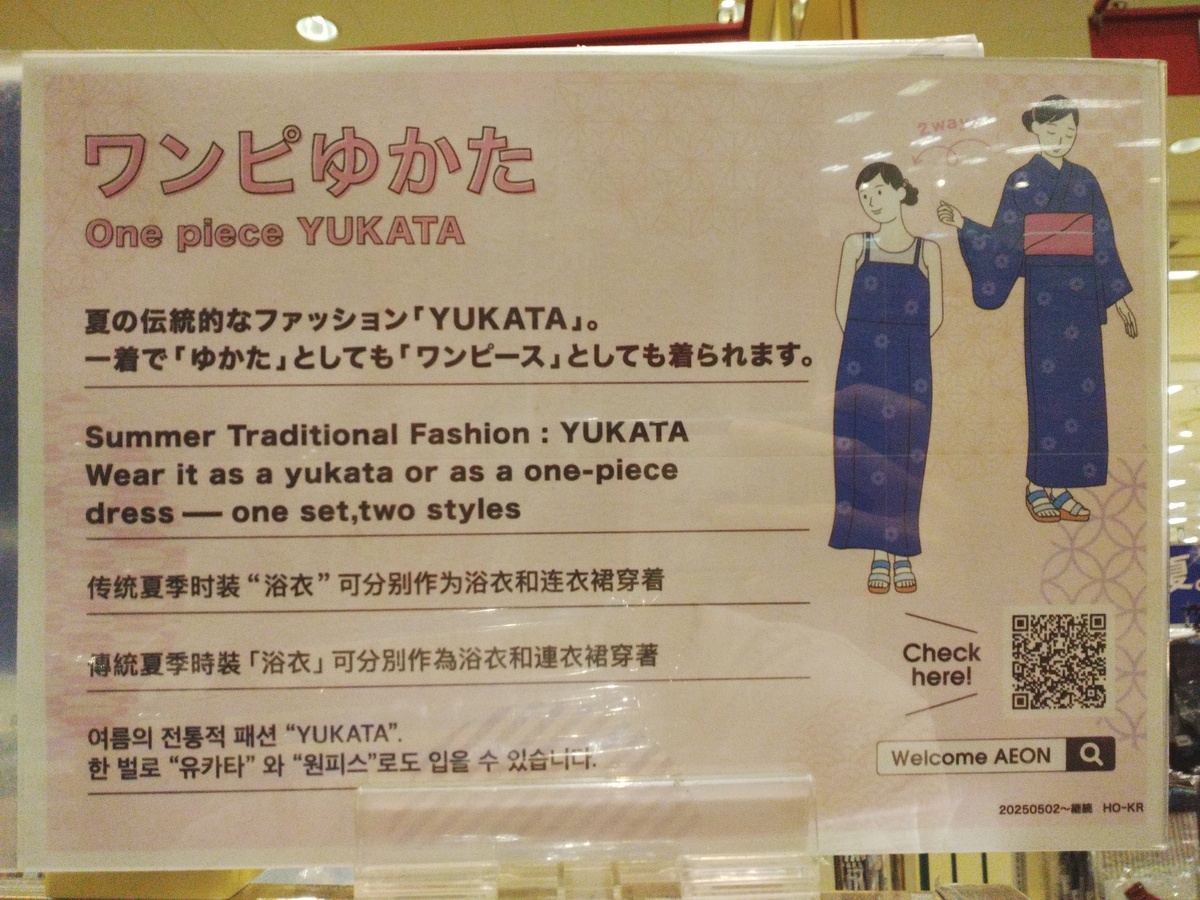 ワンピゆかた
One piece YUKATA
2way
夏の伝統的なファッション「YUKATA」。
一着で「ゆかた」としても「ワンピース」としても着られます。
Summer Traditional Fashion : YUKATA
Wear it as a yukata or as a one-piece
dress — one set,two styles
传统夏季时装“浴衣”可分别作为浴衣和连衣裙穿着
傳統夏季時裝「浴衣」可分別作為浴衣和連衣裙穿著
여름의 전통적 패션 “YUKATA”.
한 벌로 “유카타” 와 “원피스”로도 입을 수 있습니다.
Check
here!
Welcome AEON
20250502～継続 HO-KR
夏